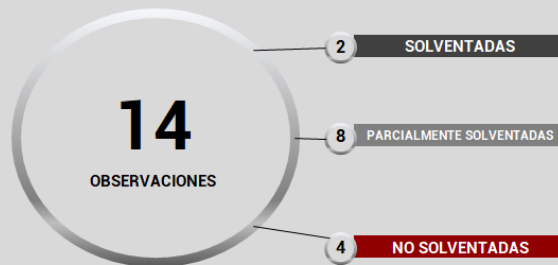 14
OBSERVACIONES
2
SOLVENTADAS
8
PARCIALMENTE SOLVENTADAS
4
NO SOLVENTADAS